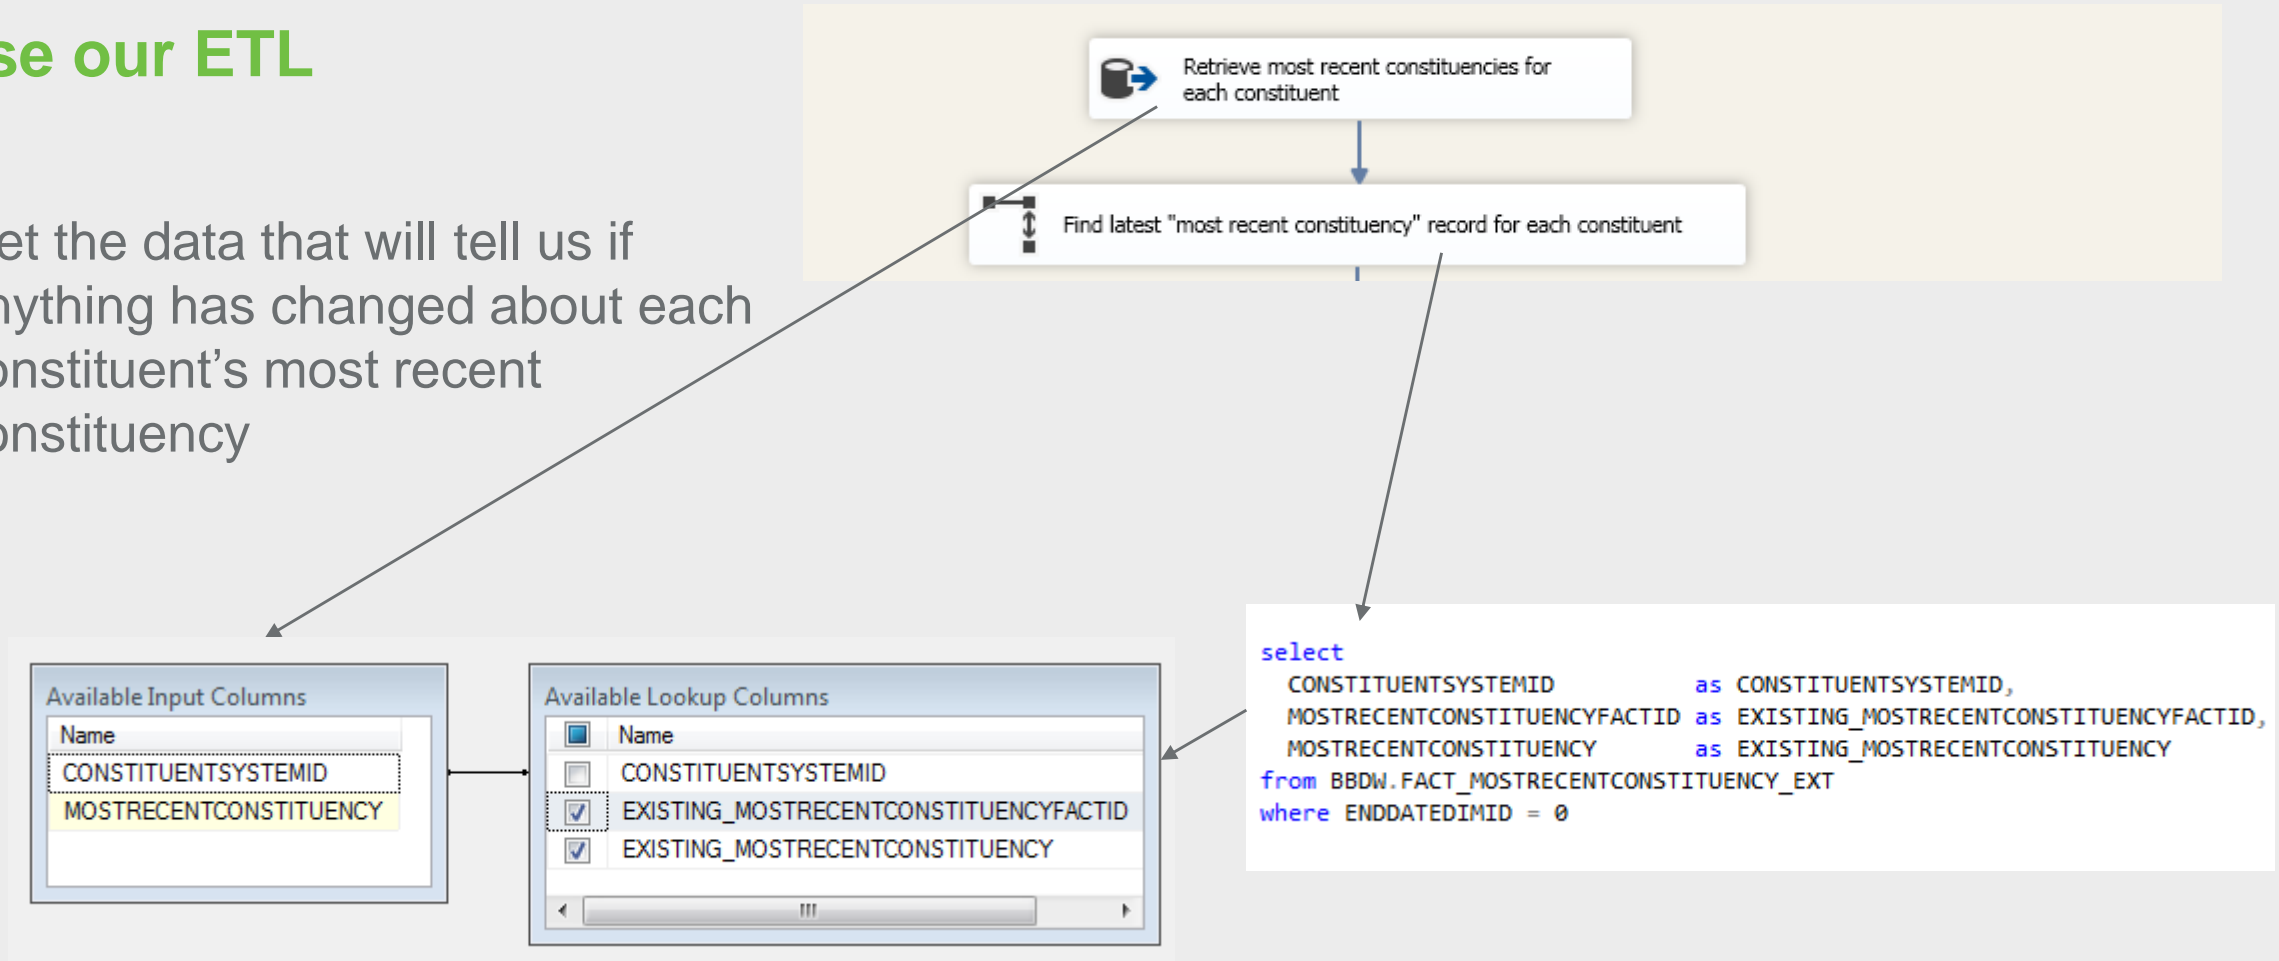 se our ETL
et the data that will tell us if
nything has changed about each
onstituent’s most recent
onstituency
Retrieve most recent constituencies for
each constituent
Find latest "most recent constituency" record for each constituent
Available Input Columns
Name
CONSTITUENTSYSTEMID
MOSTRECENTCONSTITUENCY
Available Lookup Columns
Name
CONSTITUENTSYSTEMID
EXISTING_MOSTRECENTCONSTITUENCYFACTID
EXISTING_MOSTRECENTCONSTITUENCY
select
CONSTITUENTSYSTEMID as CONSTITUENTSYSTEMID,
MOSTRECENTCONSTITUENCYFACTID as EXISTING_MOSTRECENTCONSTITUENCYFACTID,
MOSTRECENTCONSTITUENCY as EXISTING_MOSTRECENTCONSTITUENCY
from BBDW.FACT_MOSTRECENTCONSTITUENCY_EXT
where ENDDATEDIMID = 0